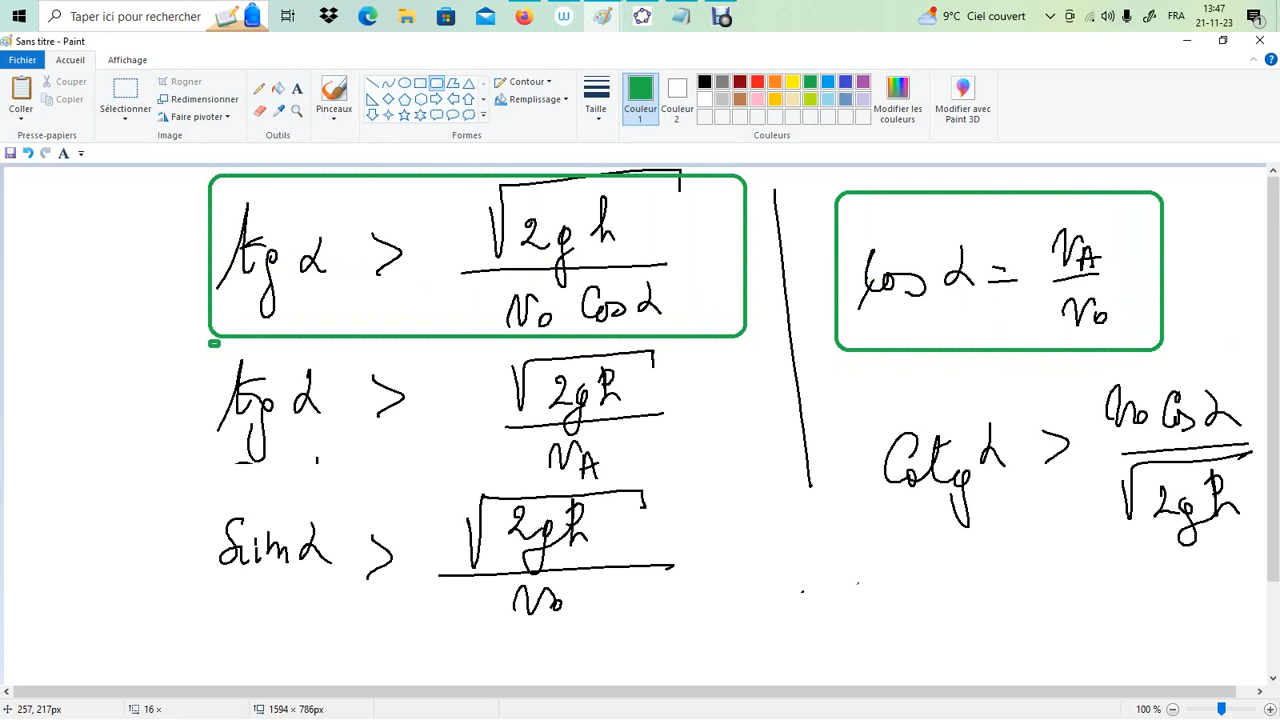 Taper ici pour rechercher
9°C Ciel couvert
FRA
13:47
21-11-23
1
Sans titre - Paint
Fichier
Accueil
Affichage
Coller
Couper
Copier
Presse-papiers
Sélectionner
Rogner
Redimensionner
Faire pivoter
Image
A
Outils
Pinceaux
Contour
Remplissage
Formes
Taille
Couleur 1
Couleur 2
Modifier les couleurs
Couleurs
Modifier avec Paint 3D
A
tg α > √2gh / v₀ Cos α
tg α > √2gh / v_A
Sin α > √2gh / v₀
Cos α = v_A / v₀
Cotg α > v₀ Cos α / √2gh
257, 217px
16 ×
1594 × 786px
100 %